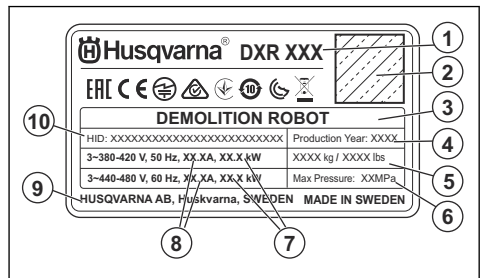 Husqvarna® DXR XXX
1
EAC CE 10
2
DEMOLITION ROBOT
3
10
HID: XXXXXXXXXXXXXXXXXXXXXXXXX
Production Year: XXXX
4
3~380-420 V, 50 Hz, XX.XA, XX.X kW
XXXX kg / XXXX lbs
5
3~440-480 V, 60 Hz, XX.XA, XX.X kW
Max Pressure: XXMPa
6
9
HUSQVARNA AB, Huskvarna, SWEDEN MADE IN SWEDEN
8
7